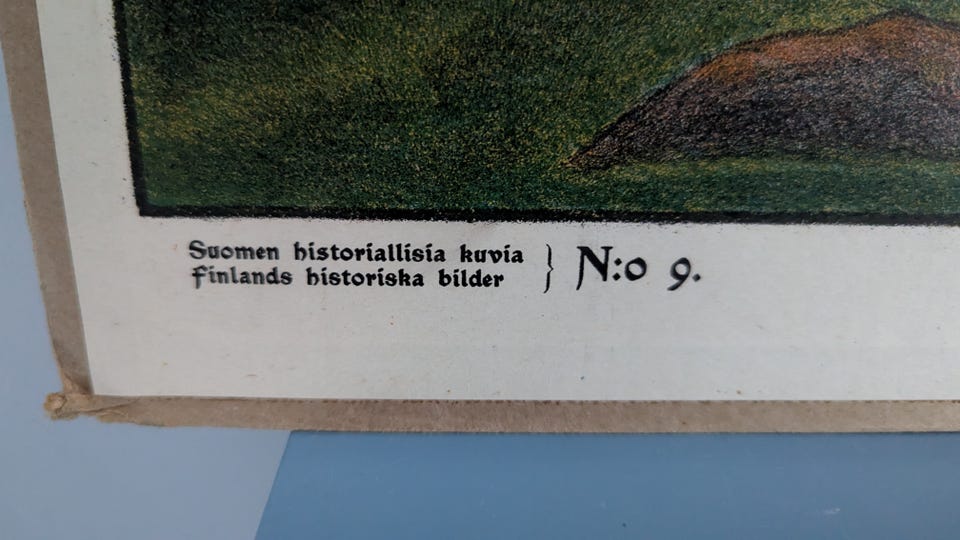 Suomen historiallisia kuvia
Finlands historiska bilder
} N:o 9.